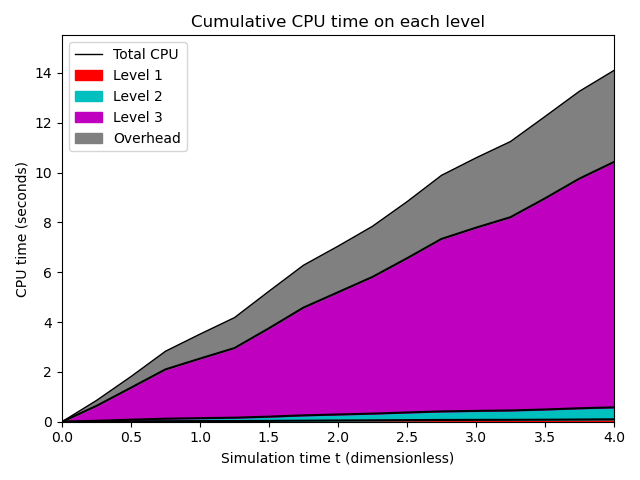 Cumulative CPU time on each level
Total CPU
Level 1
Level 2
Level 3
Overhead
CPU time (seconds)
14
12
10
8
6
4
2
0
0.0 0.5 1.0 1.5 2.0 2.5 3.0 3.5 4.0
Simulation time t (dimensionless)